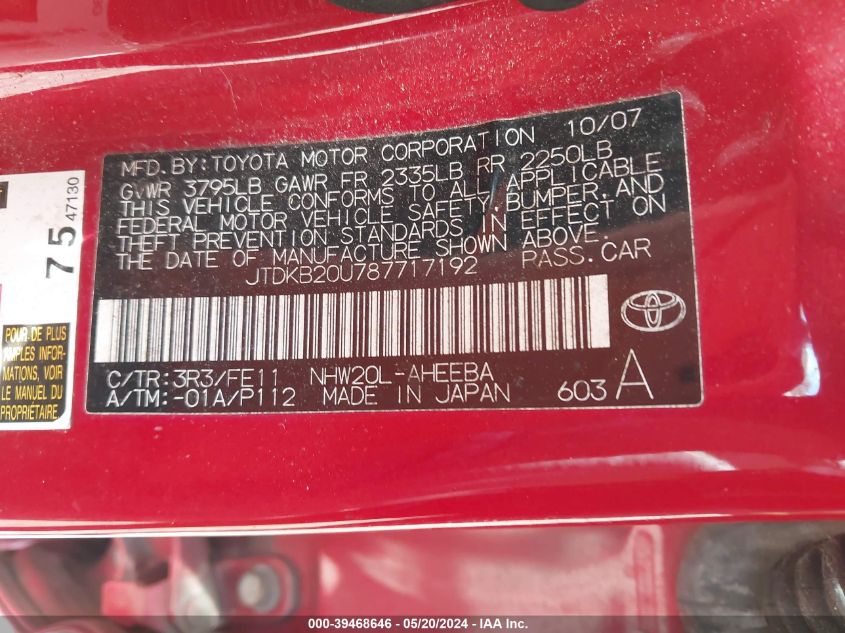 MFD.BY:TOYOTA MOTOR CORPORATION 10/07
GVWR 3795LB GAWR FR 2335LB RR 2250LB
THIS VEHICLE CONFORMS TO ALL APPLICABLE
FEDERAL MOTOR VEHICLE SAFETY,BUMPER,AND
THEFT PREVENTION STANDARDS IN EFFECT ON
THE DATE OF MANUFACTURE SHOWN ABOVE.
JTDKB20U787717192 PASS.CAR
C/TR:3R3/FE11 NHW20L-AHEEBA
A/TM:-01A/P112 MADE IN JAPAN 603 A
75 47130
POUR DE PLUS
AMPLES INFOR-
MATIONS, VOIR
LE MANUEL DU
PROPRIÉTAIRE
000-39468646 / 05/20/2024 - IAA Inc.